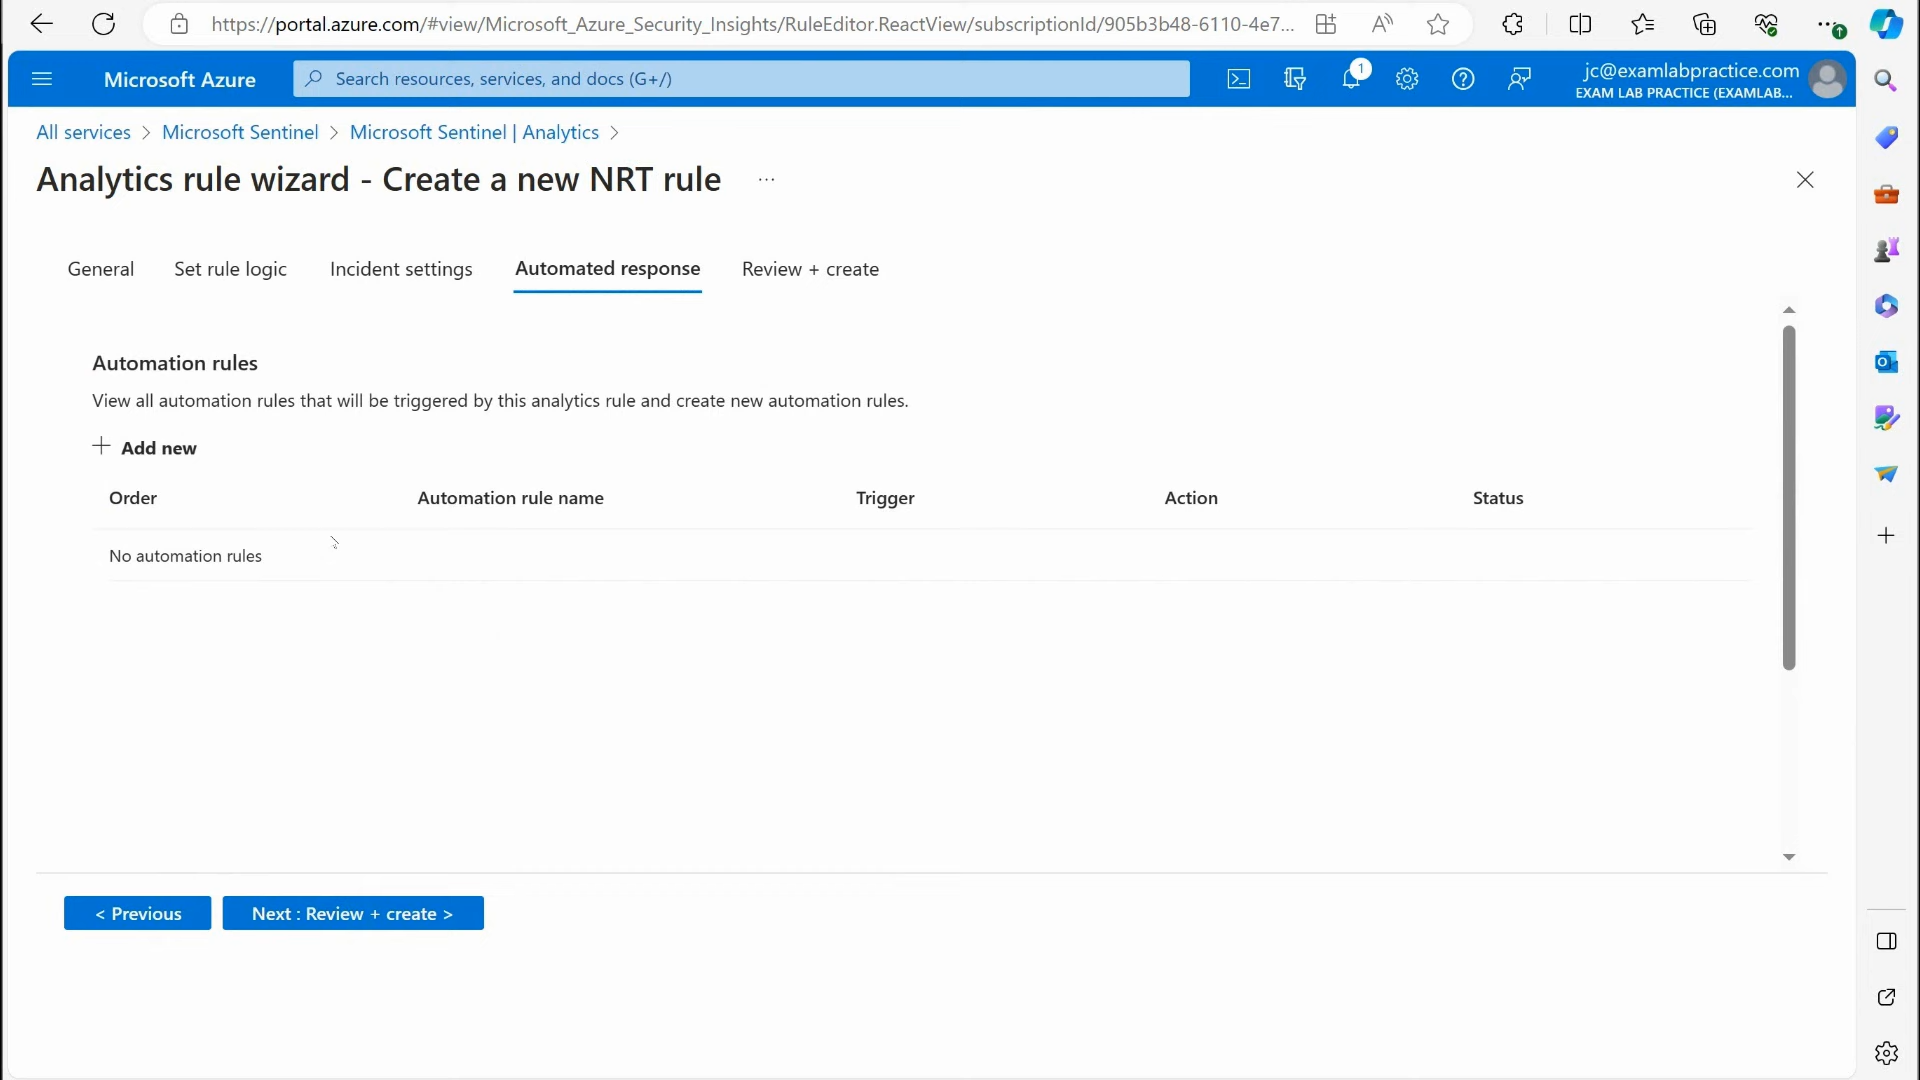 https://portal.azure.com/#view/Microsoft_Azure_Security_Insights/RuleEditor.ReactView/subscriptionId/905b3b48-6110-4e7...
Microsoft Azure
Search resources, services, and docs (G+/)
1
jc@examlabpractice.com
EXAM LAB PRACTICE (EXAMLAB...
All services > Microsoft Sentinel > Microsoft Sentinel | Analytics >
Analytics rule wizard - Create a new NRT rule ...
General Set rule logic Incident settings Automated response Review + create
Automation rules
View all automation rules that will be triggered by this analytics rule and create new automation rules.
+ Add new
Order Automation rule name Trigger Action Status
No automation rules
< Previous Next : Review + create >